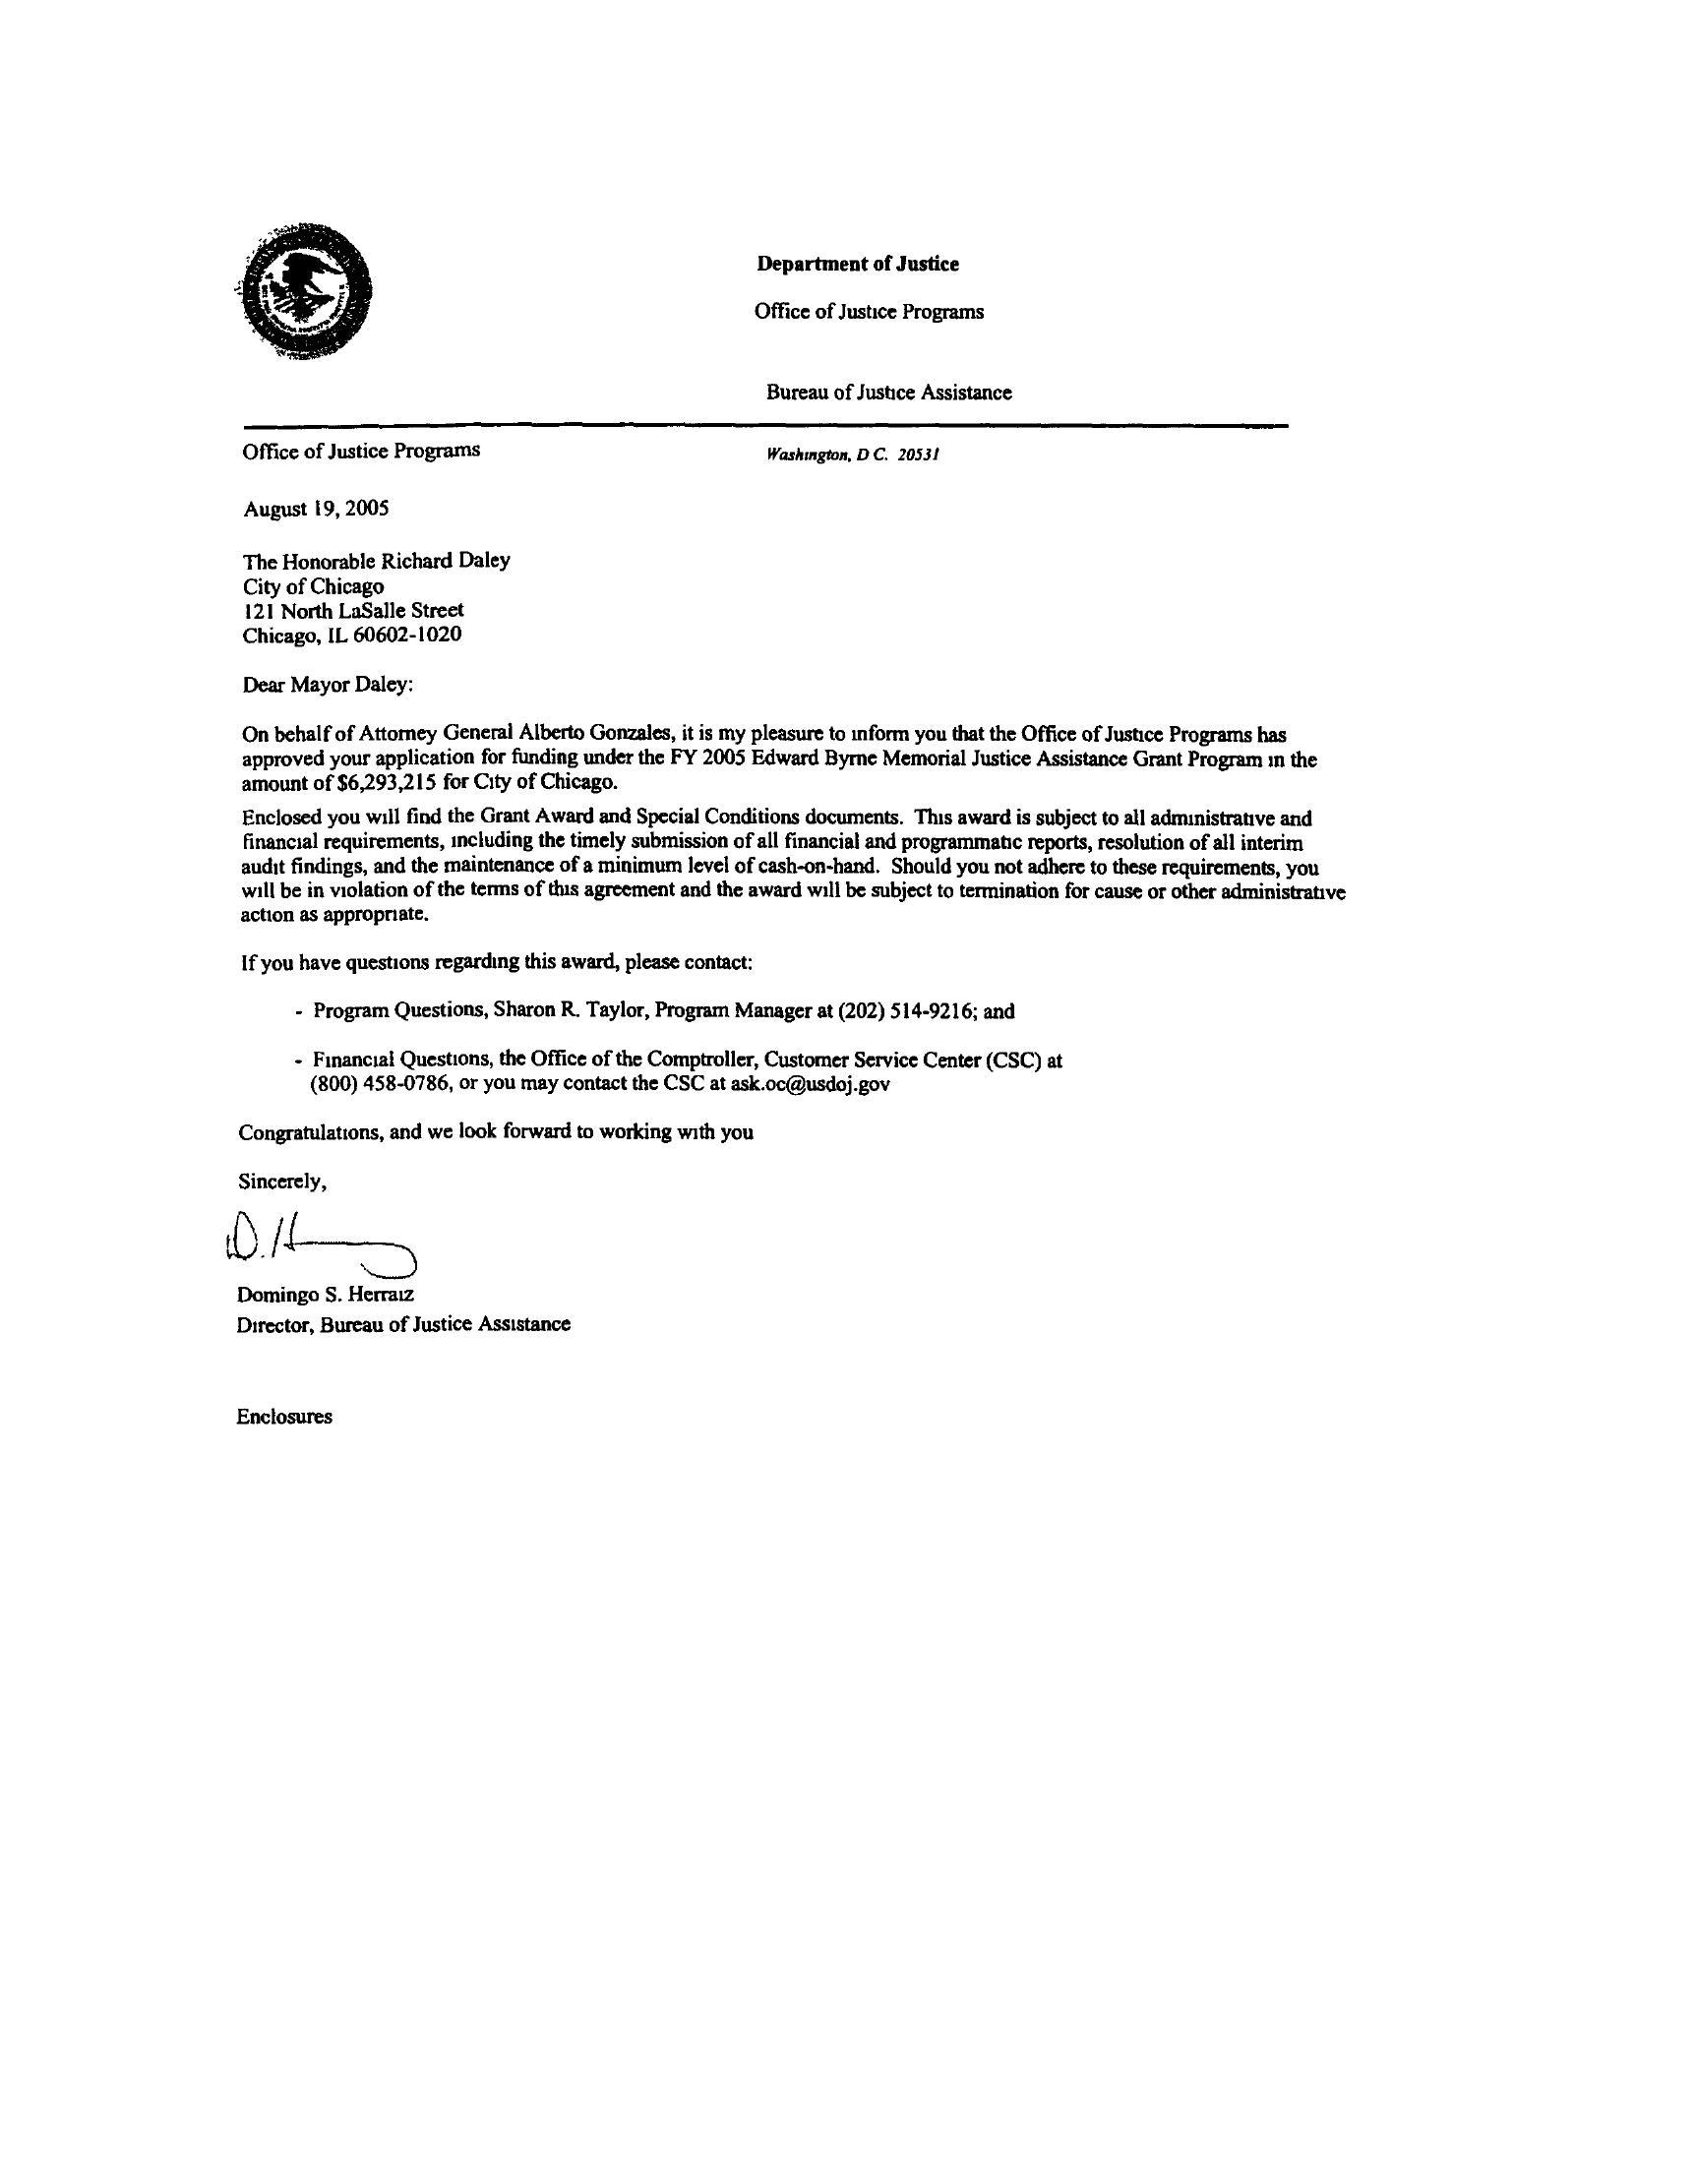 Department of Justice
Office of Justice Programs
Bureau of Justice Assistance
Office of Justice Programs
Washington, D C. 20531
August 19, 2005
The Honorable Richard Daley
City of Chicago
121 North LaSalle Street
Chicago, IL 60602-1020
Dear Mayor Daley:
On behalf of Attorney General Alberto Gonzales, it is my pleasure to inform you that the Office of Justice Programs has
approved your application for funding under the FY 2005 Edward Byrne Memorial Justice Assistance Grant Program in the
amount of $6,293,215 for City of Chicago.
Enclosed you will find the Grant Award and Special Conditions documents. This award is subject to all administrative and
financial requirements, including the timely submission of all financial and programmatic reports, resolution of all interim
audit findings, and the maintenance of a minimum level of cash-on-hand. Should you not adhere to these requirements, you
will be in violation of the terms of this agreement and the award will be subject to termination for cause or other administrative
action as appropriate.
If you have questions regarding this award, please contact:
- Program Questions, Sharon R. Taylor, Program Manager at (202) 514-9216; and
- Financial Questions, the Office of the Comptroller, Customer Service Center (CSC) at
(800) 458-0786, or you may contact the CSC at ask.oc@usdoj.gov
Congratulations, and we look forward to working with you
Sincerely,
D. H
Domingo S. Herraiz
Director, Bureau of Justice Assistance
Enclosures